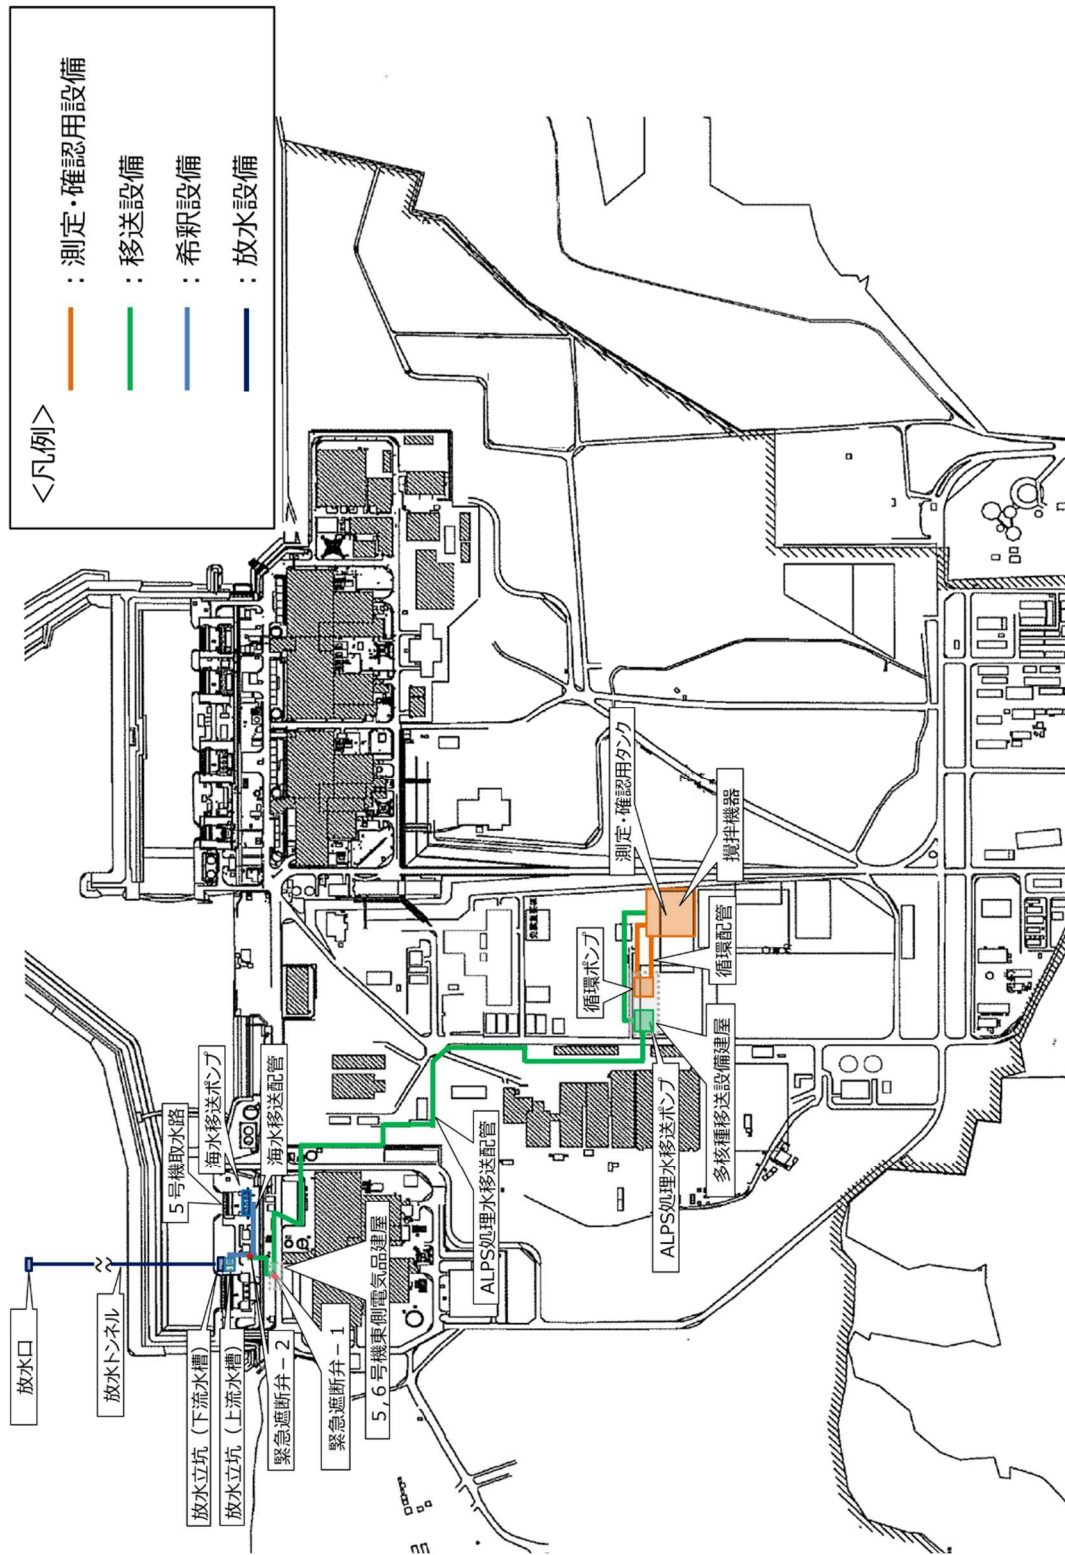 <凡例>
：測定・確認用設備
：移送設備
：希釈設備
：放水設備
放水口
放水トンネル
放水立坑（下流水槽）
放水立坑（上流水槽）
緊急遮断弁－2
緊急遮断弁－1
5,6号機東側電気品建屋
5号機取水路
海水移送ポンプ
海水移送配管
ALPS処理水移送配管
ALPS処理水移送ポンプ
多核種移送設備建屋
循環ポンプ
循環配管
測定・確認用タンク
攪拌機器